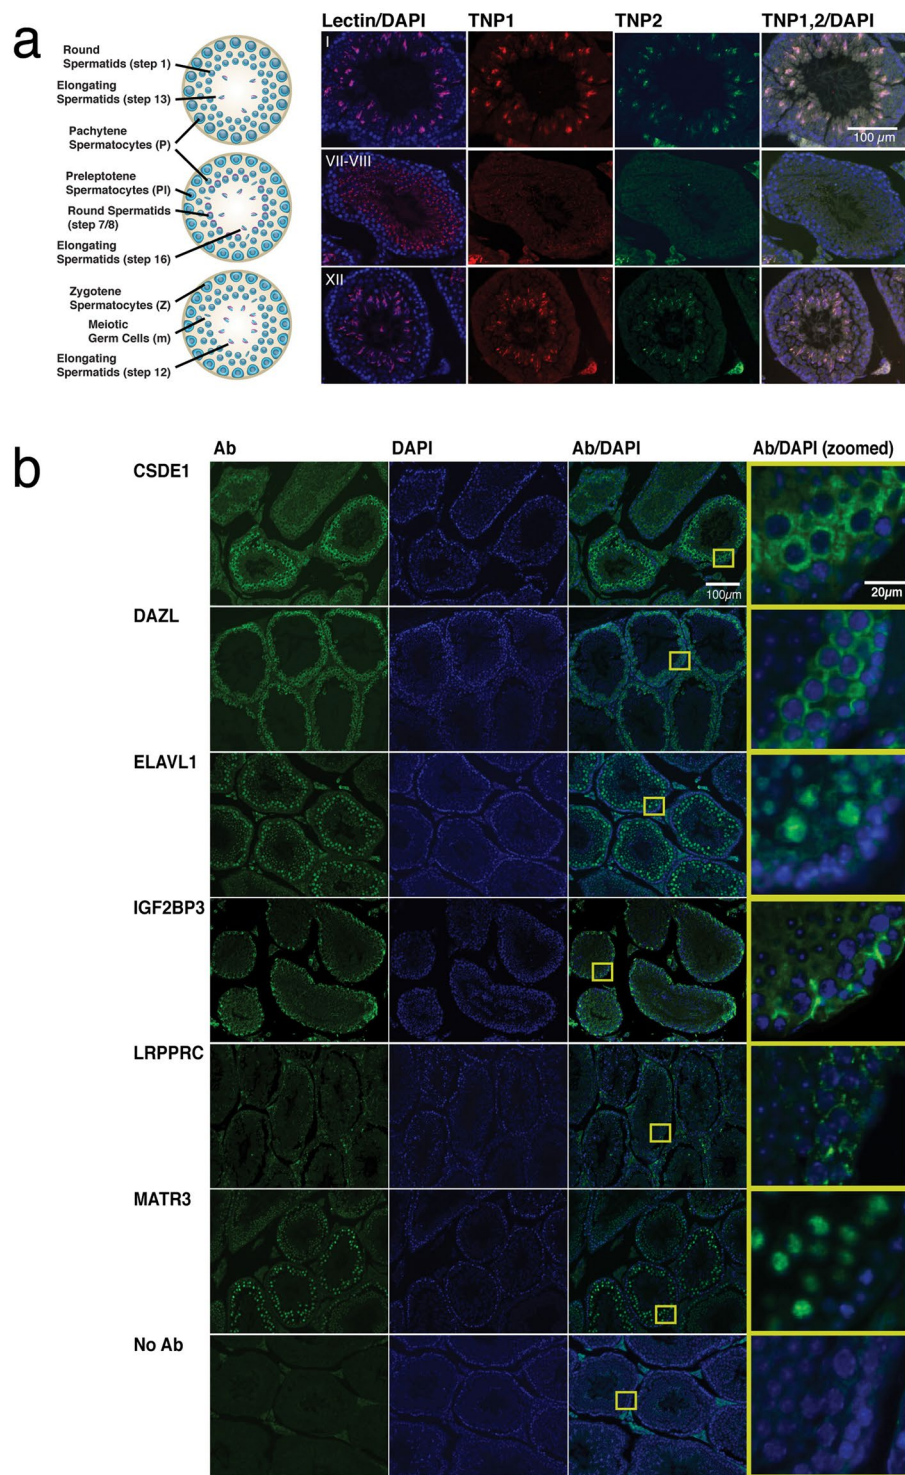 a
Lectin/DAPI TNP1 TNP2 TNP1,2/DAPI
Round
Spermatids (step 1)
Elongating
Spermatids (step 13)
Pachytene
Spermatocytes (P)
Preleptotene
Spermatocytes (Pl)
Round Spermatids
(step 7/8)
Elongating
Spermatids (step 16)
Zygotene
Spermatocytes (Z)
Meiotic
Germ Cells (m)
Elongating
Spermatids (step 12)
I
100 µm
VII-VIII
XII
b
Ab DAPI Ab/DAPI Ab/DAPI (zoomed)
CSDE1
100µm
20µm
DAZL
ELAVL1
IGF2BP3
LRPPRC
MATR3
No Ab